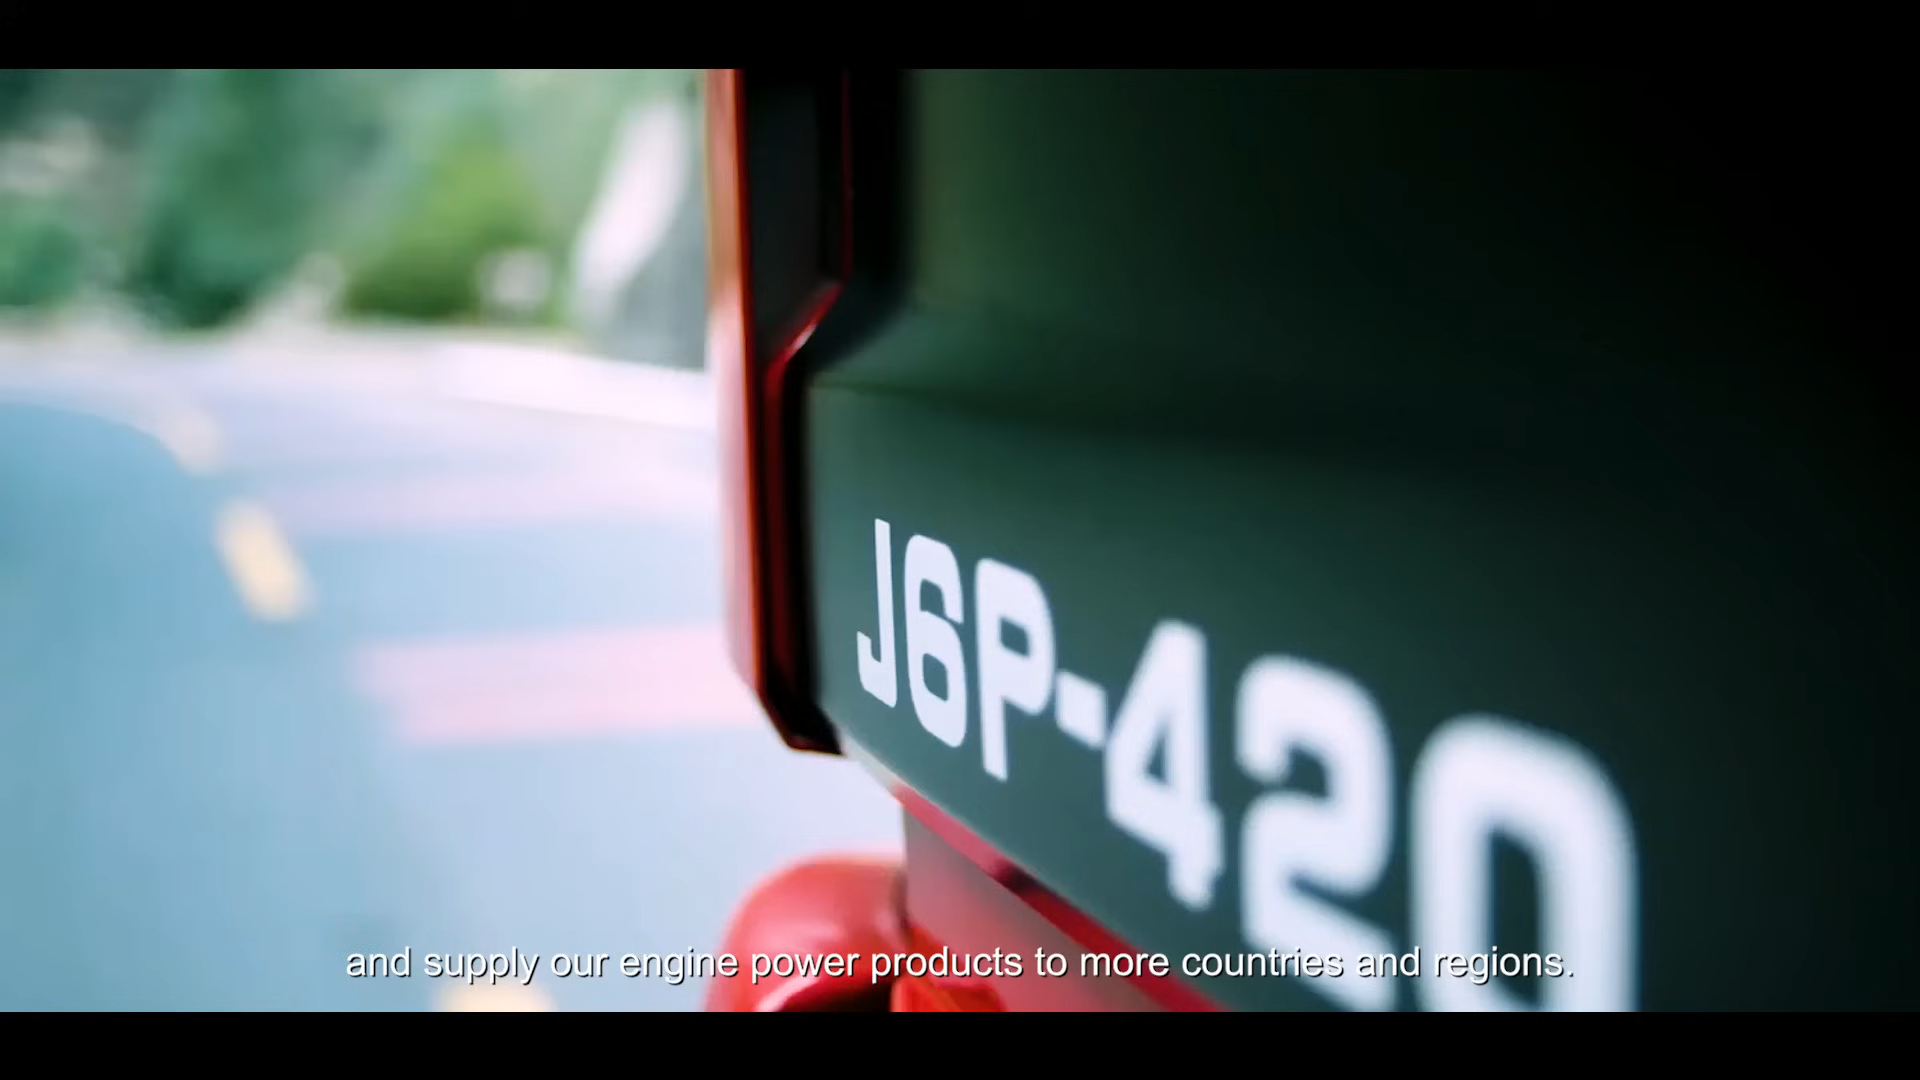 J6P-420
and supply our engine power products to more countries and regions.